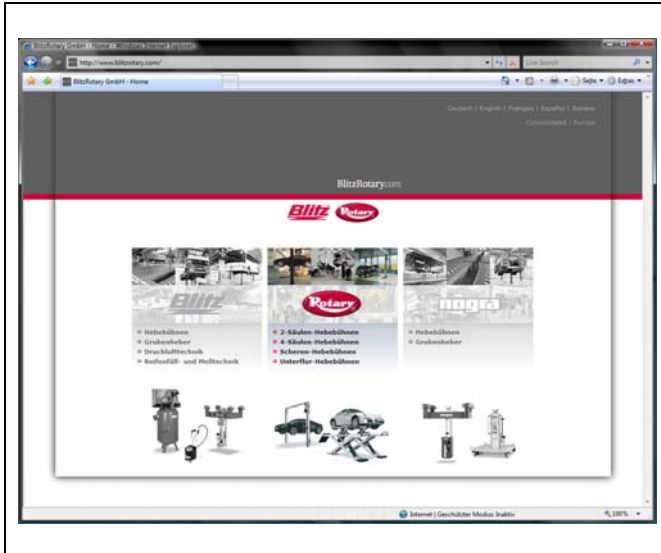 BlitzRotary GmbH - Home - Windows Internet Explorer
http://www.blitzrotary.com/
Live Search
BlitzRotary GmbH - Home
Seite
Extras
Deutsch | English | Français | Español | Italiano
Europe
BlitzRotary.com
Blitz Rotary
Blitz
Rotary
nogra
Hebebühnen
Grubenheber
Drucklufttechnik
Reifenfüll- und Meßtechnik
2-Säulen-Hebebühnen
4-Säulen-Hebebühnen
Scheren-Hebebühnen
Unterflur-Hebebühnen
Hebebühnen
Grubenheber
Internet | Geschützter Modus: Inaktiv
100%